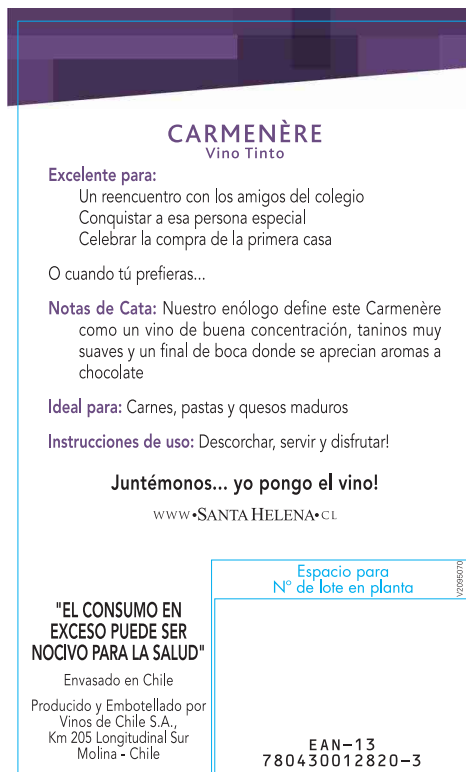 CARMENÈRE
Vino Tinto
Excelente para:
Un reencuentro con los amigos del colegio
Conquistar a esa persona especial
Celebrar la compra de la primera casa
O cuando tú prefieras...
Notas de Cata: Nuestro enólogo define este Carmenère
como un vino de buena concentración, taninos muy
suaves y un final de boca donde se aprecian aromas a
chocolate
Ideal para: Carnes, pastas y quesos maduros
Instrucciones de uso: Descorchar, servir y disfrutar!
Juntémonos... yo pongo el vino!
WWW•SANTA HELENA•CL
"EL CONSUMO EN
EXCESO PUEDE SER
NOCIVO PARA LA SALUD"
Envasado en Chile
Producido y Embotellado por
Vinos de Chile S.A.,
Km 205 Longitudinal Sur
Molina - Chile
Espacio para
N° de lote en planta
V2095070
EAN-13
780430012820-3